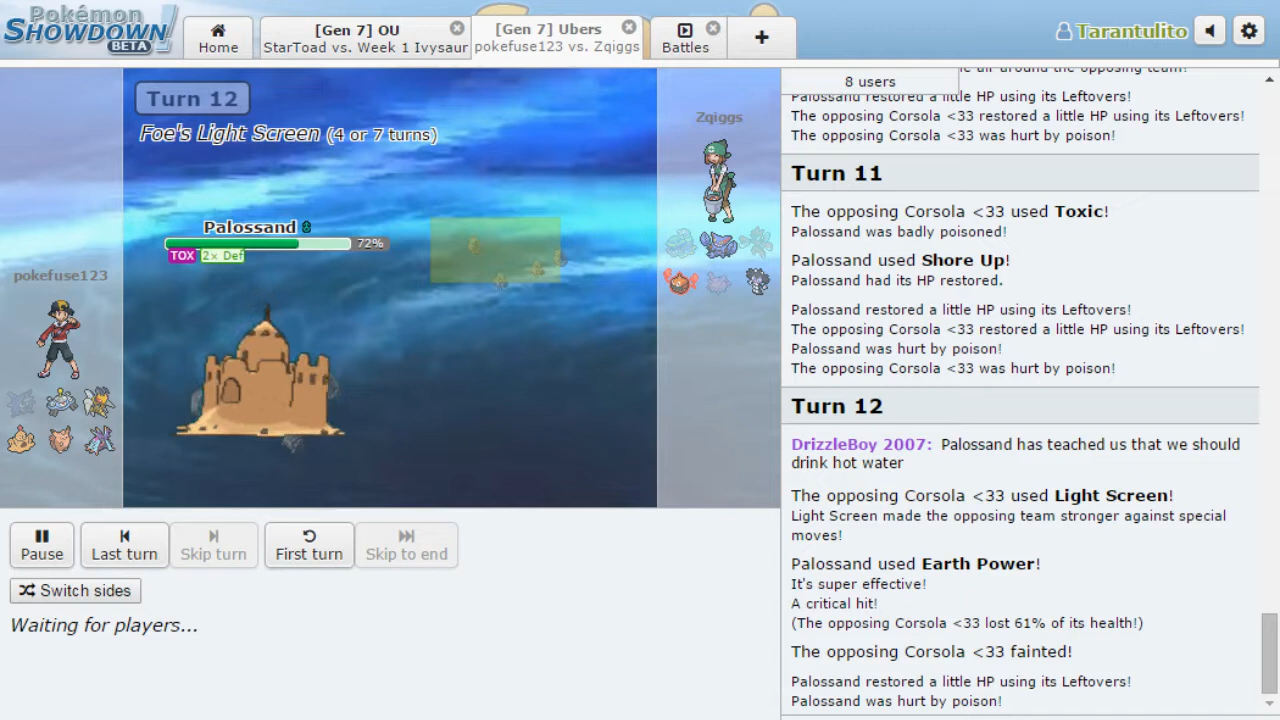 Pokémon
SHOWDOWN!
BETA
Home
[Gen 7] OU
StarToad vs. Week 1 Ivysaur
[Gen 7] Ubers
pokefuse123 vs. Zqiggs
Battles
+
Tarantulito
Turn 12
Foe's Light Screen (4 or 7 turns)
Palossand
72%
TOX 2× Def
pokefuse123
Zqiggs
8 users
Palossand restored a little HP using its Leftovers!
The opposing Corsola <33 restored a little HP using its Leftovers!
The opposing Corsola <33 was hurt by poison!
Turn 11
The opposing Corsola <33 used Toxic!
Palossand was badly poisoned!
Palossand used Shore Up!
Palossand had its HP restored.
Palossand restored a little HP using its Leftovers!
The opposing Corsola <33 restored a little HP using its Leftovers!
Palossand was hurt by poison!
The opposing Corsola <33 was hurt by poison!
Turn 12
DrizzleBoy 2007: Palossand has taught us that we should
drink hot water
The opposing Corsola <33 used Light Screen!
Light Screen made the opposing team stronger against special
moves!
Palossand used Earth Power!
It's super effective!
A critical hit!
(The opposing Corsola <33 lost 61% of its health!)
The opposing Corsola <33 fainted!
Palossand restored a little HP using its Leftovers!
Palossand was hurt by poison!
Pause
Last turn
Skip turn
First turn
Skip to end
Switch sides
Waiting for players...